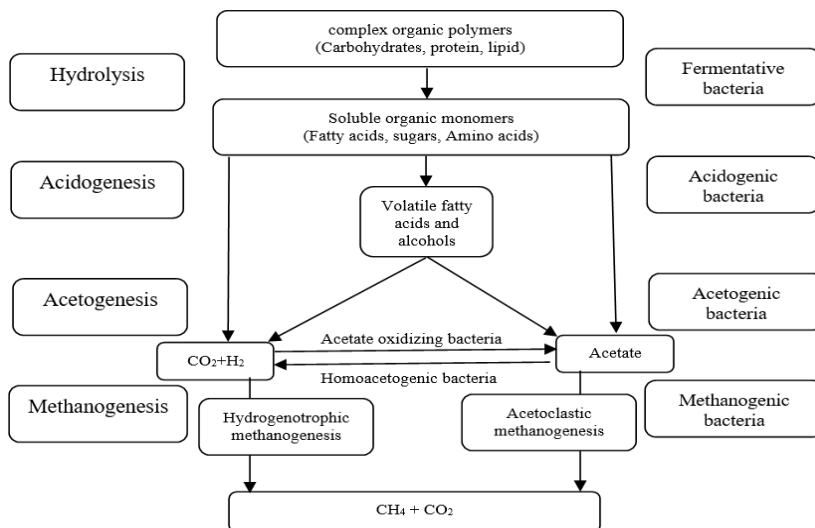 complex organic polymers
(Carbohydrates, protein, lipid)
Hydrolysis
Fermentative
bacteria
Soluble organic monomers
(Fatty acids, sugars, Amino acids)
Acidogenesis
Acidogenic
bacteria
Volatile fatty
acids and
alcohols
Acetogenesis
Acetogenic
bacteria
Acetate oxidizing bacteria
CO₂+H₂
Acetate
Homoacetogenic bacteria
Methanogenesis
Methanogenic
bacteria
Hydrogenotrophic
methanogenesis
Acetoclastic
methanogenesis
CH₄ + CO₂